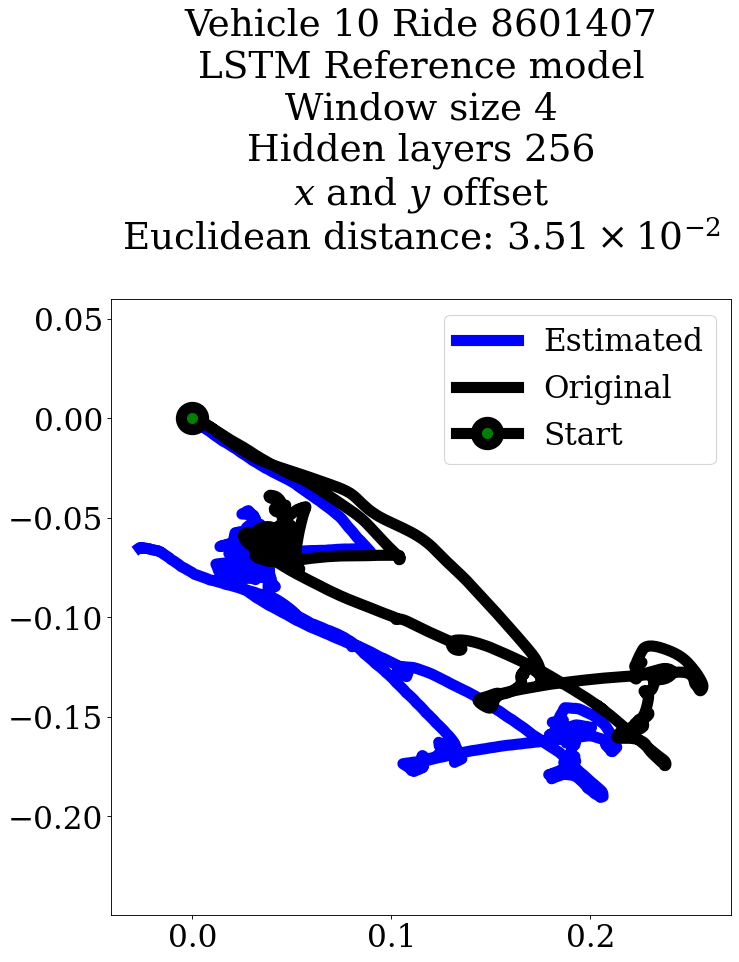 Vehicle 10 Ride 8601407
LSTM Reference model
Window size 4
Hidden layers 256
x and y offset
Euclidean distance: 3.51 × 10⁻²
Estimated
Original
Start
0.05
0.00
−0.05
−0.10
−0.15
−0.20
0.0 0.1 0.2